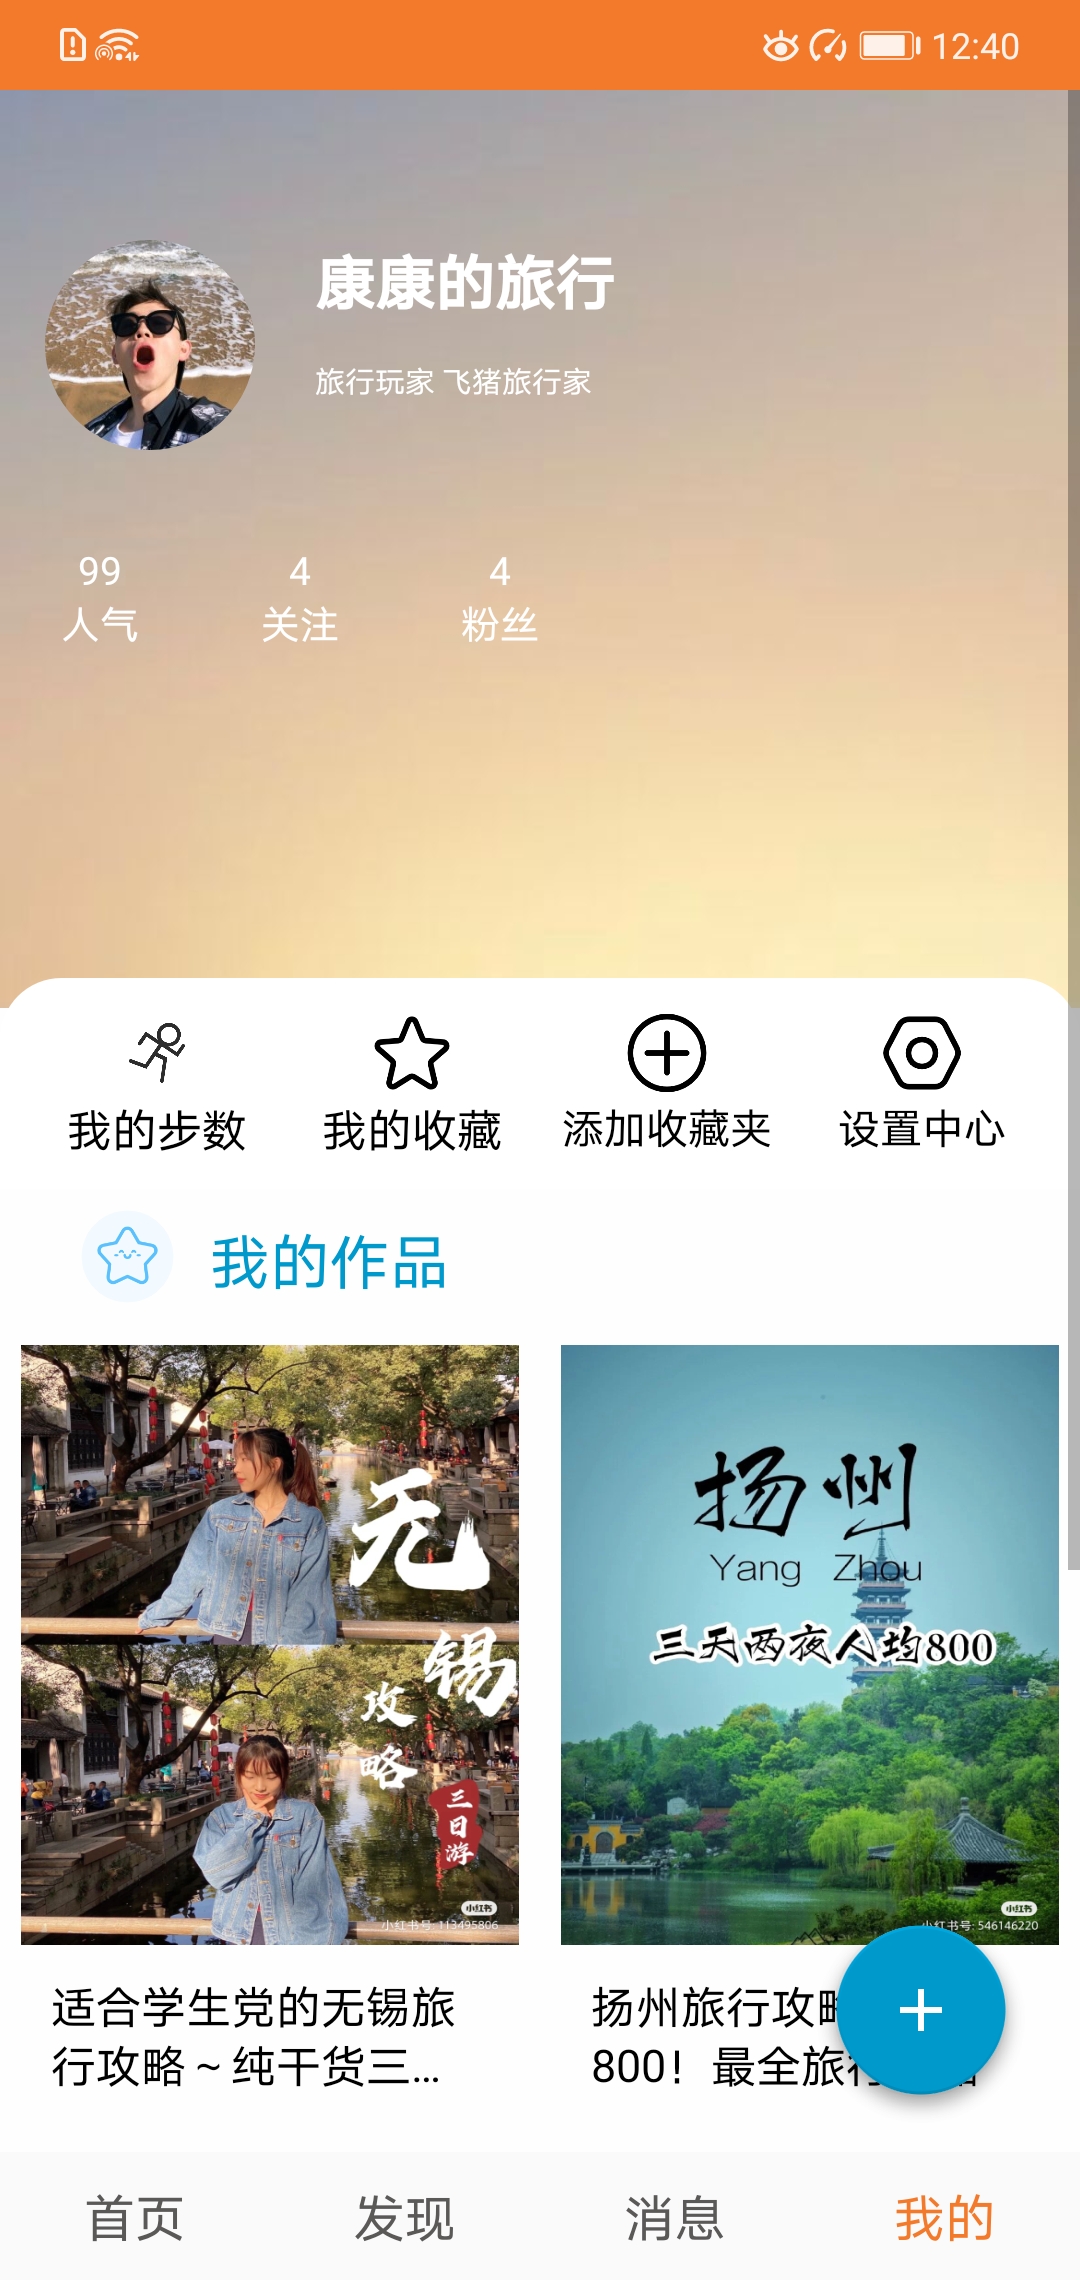 12:40
康康的旅行
旅行玩家 飞猪旅行家
99
人气
4
关注
4
粉丝
我的步数
我的收藏
添加收藏夹
设置中心
我的作品
无
锡
攻
略
三
日
游
小红书
小红书号: 113495806
扬州
Yang Zhou
三天两夜人均800
小红书
小红书号: 546146220
适合学生党的无锡旅
行攻略～纯干货三...
扬州旅行攻略
800！最全旅行
首页
发现
消息
我的